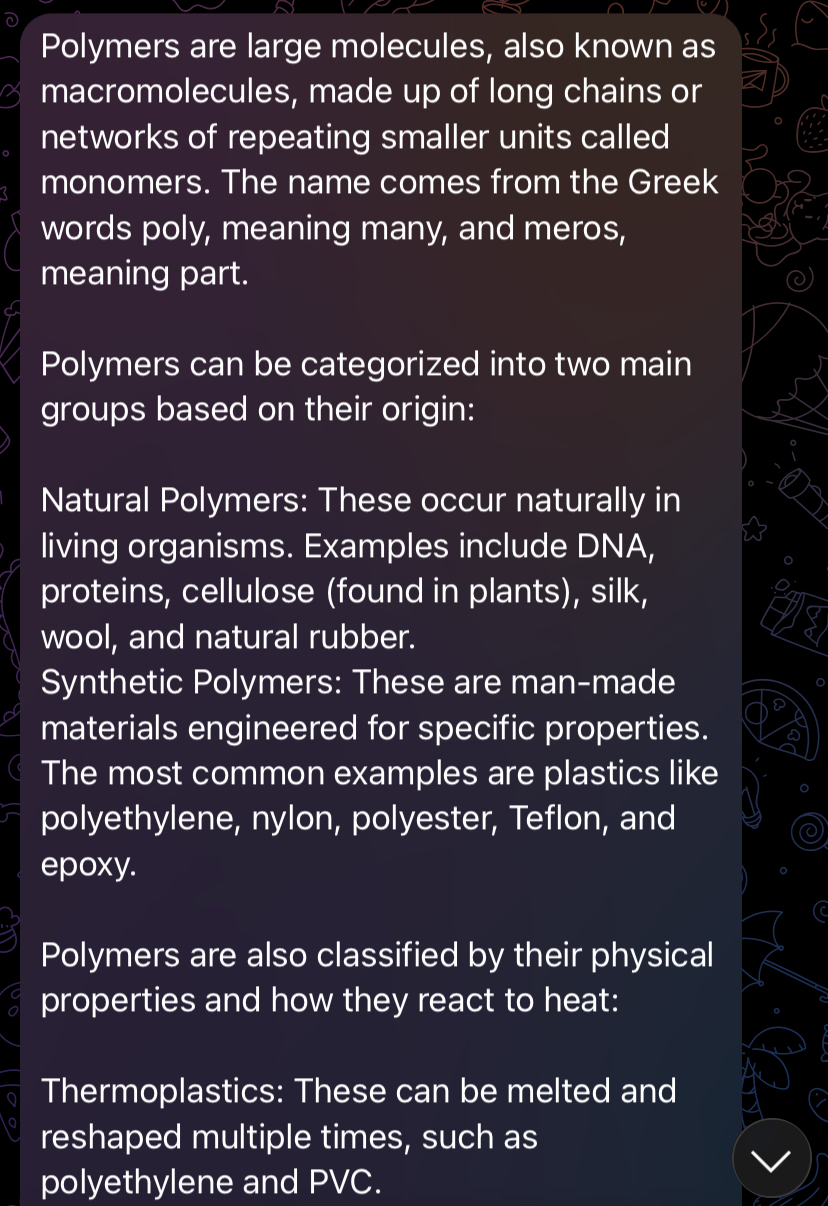 Polymers are large molecules, also known as
macromolecules, made up of long chains or
networks of repeating smaller units called
monomers. The name comes from the Greek
words poly, meaning many, and meros,
meaning part.
Polymers can be categorized into two main
groups based on their origin:
Natural Polymers: These occur naturally in
living organisms. Examples include DNA,
proteins, cellulose (found in plants), silk,
wool, and natural rubber.
Synthetic Polymers: These are man-made
materials engineered for specific properties.
The most common examples are plastics like
polyethylene, nylon, polyester, Teflon, and
epoxy.
Polymers are also classified by their physical
properties and how they react to heat:
Thermoplastics: These can be melted and
reshaped multiple times, such as
polyethylene and PVC.